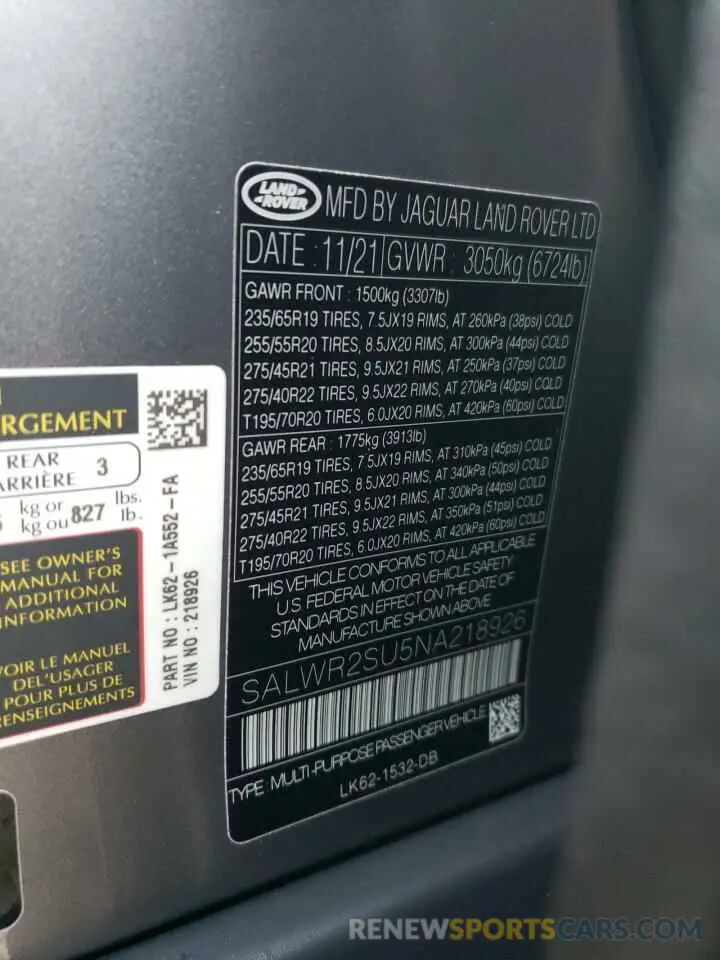 LAND ROVER
MFD BY JAGUAR LAND ROVER LTD
DATE : 11/21 GVWR : 3050kg (6724lb)
GAWR FRONT : 1500kg (3307lb)
235/65R19 TIRES, 7.5JX19 RIMS, AT 260kPa (38psi) COLD
255/55R20 TIRES, 8.5JX20 RIMS, AT 300kPa (44psi) COLD
275/45R21 TIRES, 9.5JX21 RIMS, AT 250kPa (37psi) COLD
275/40R22 TIRES, 9.5JX22 RIMS, AT 270kPa (40psi) COLD
T195/70R20 TIRES, 6.0JX20 RIMS, AT 420kPa (60psi) COLD
GAWR REAR : 1775kg (3913lb)
235/65R19 TIRES, 7.5JX19 RIMS, AT 310kPa (45psi) COLD
255/55R20 TIRES, 8.5JX20 RIMS, AT 340kPa (50psi) COLD
275/45R21 TIRES, 9.5JX21 RIMS, AT 300kPa (44psi) COLD
275/40R22 TIRES, 9.5JX22 RIMS, AT 350kPa (51psi) COLD
T195/70R20 TIRES, 6.0JX20 RIMS, AT 420kPa (60psi) COLD
THIS VEHICLE CONFORMS TO ALL APPLICABLE
U.S. FEDERAL MOTOR VEHICLE SAFETY
STANDARDS IN EFFECT ON THE DATE OF
MANUFACTURE SHOWN ABOVE
SALWR2SU5NA218926
TYPE: MULTI-PURPOSE PASSENGER VEHICLE
LK62-1532-DB
RGEMENT
REAR 3
ARRIÈRE
kg or 827 lbs.
kg ou lb.
SEE OWNER'S
MANUAL FOR
ADDITIONAL
INFORMATION
VOIR LE MANUEL
DEL'USAGER
POUR PLUS DE
RENSEIGNEMENTS
PART NO : LK62-1A552-FA
VIN NO : 218926
RENEWSPORTSCARS.COM